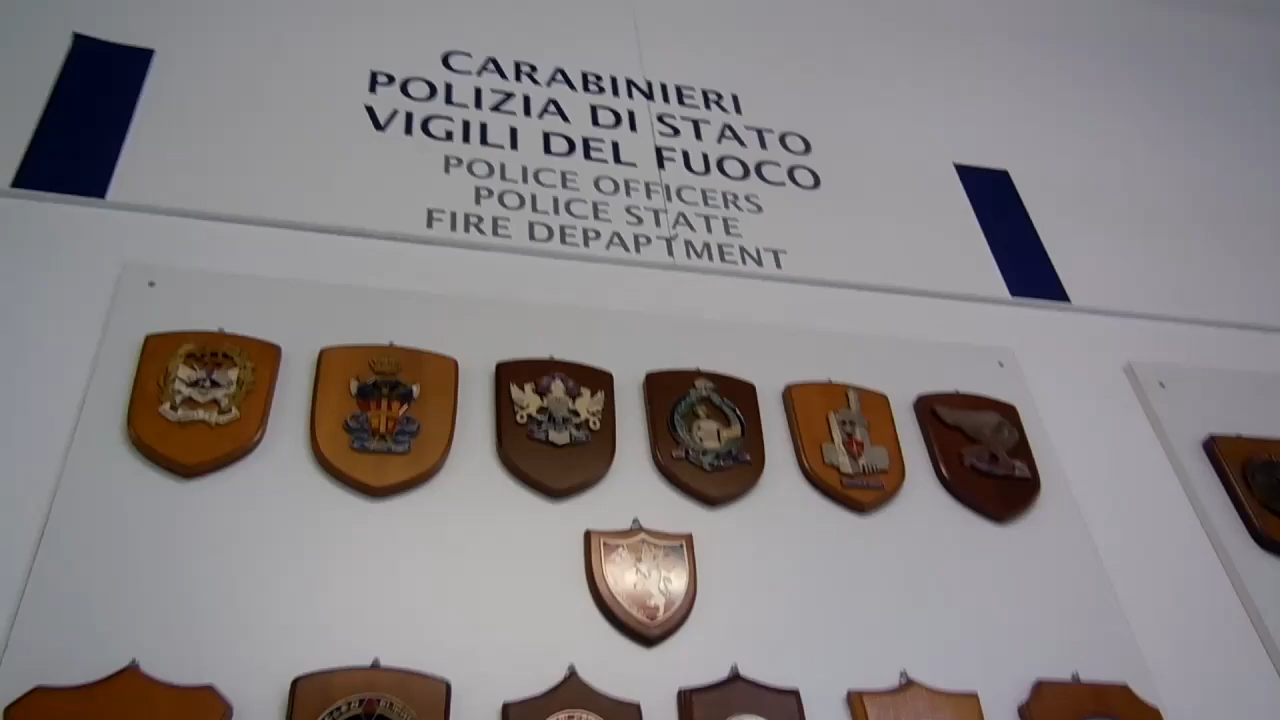 CARABINIERI
POLIZIA DI STATO
VIGILI DEL FUOCO
POLICE OFFICERS
POLICE STATE
FIRE DEPAPTMENT